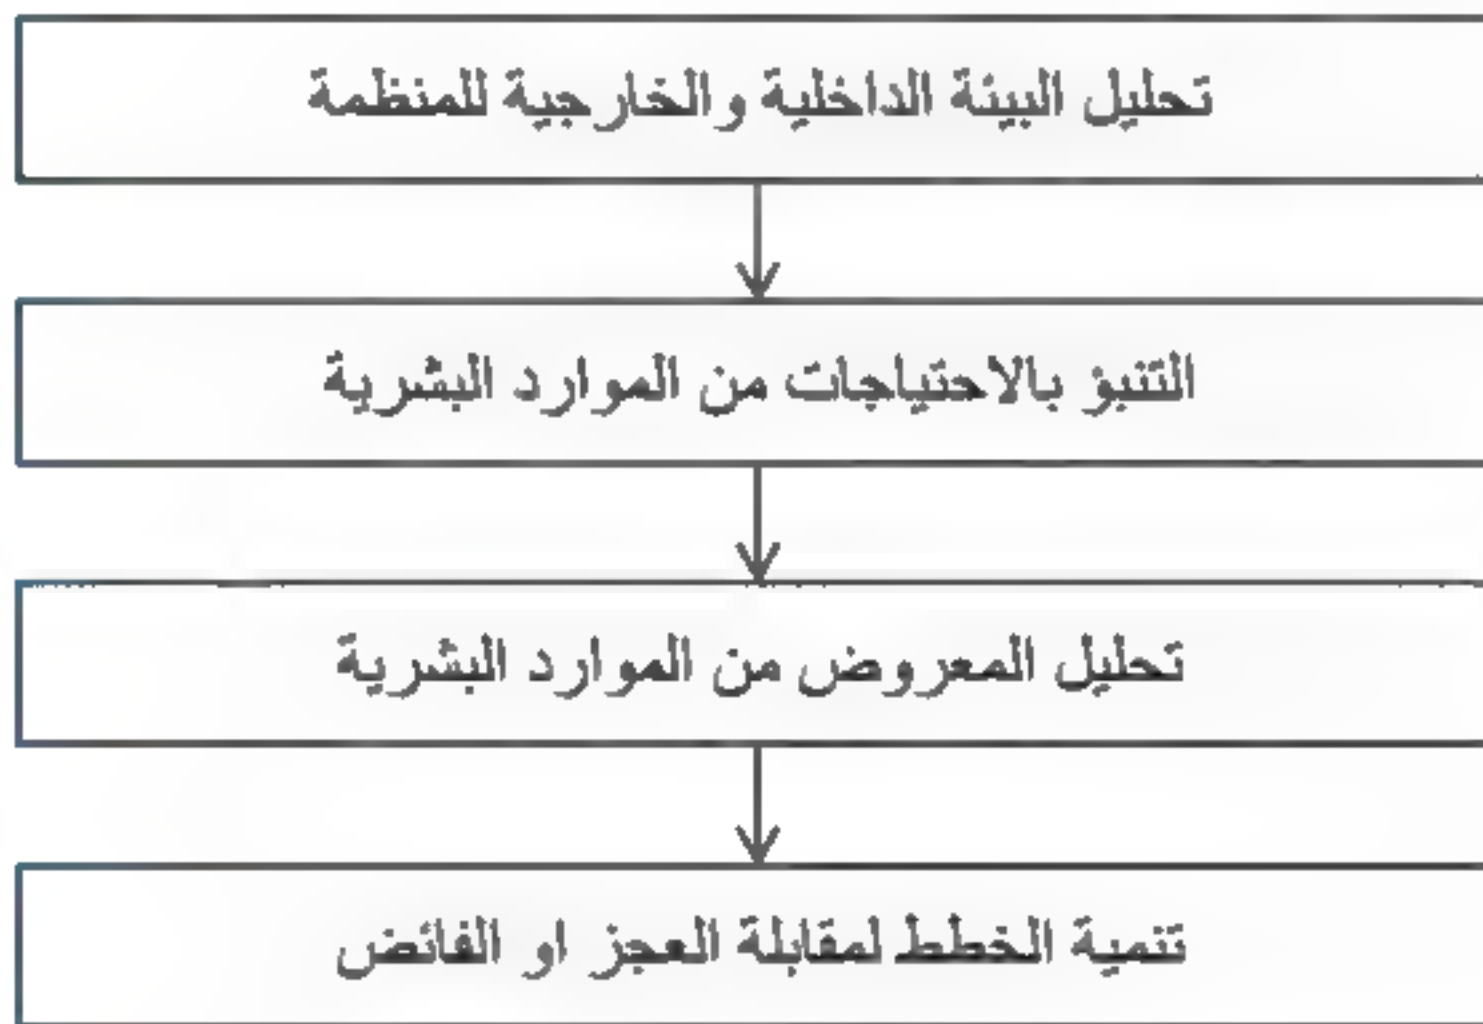 تحليل البيئة الداخلية والخارجية للمنظمة
التنبؤ بالاحتياجات من الموارد البشرية
تحليل المعروض من الموارد البشرية
تنمية الخطط لمقابلة العجز او الفائض